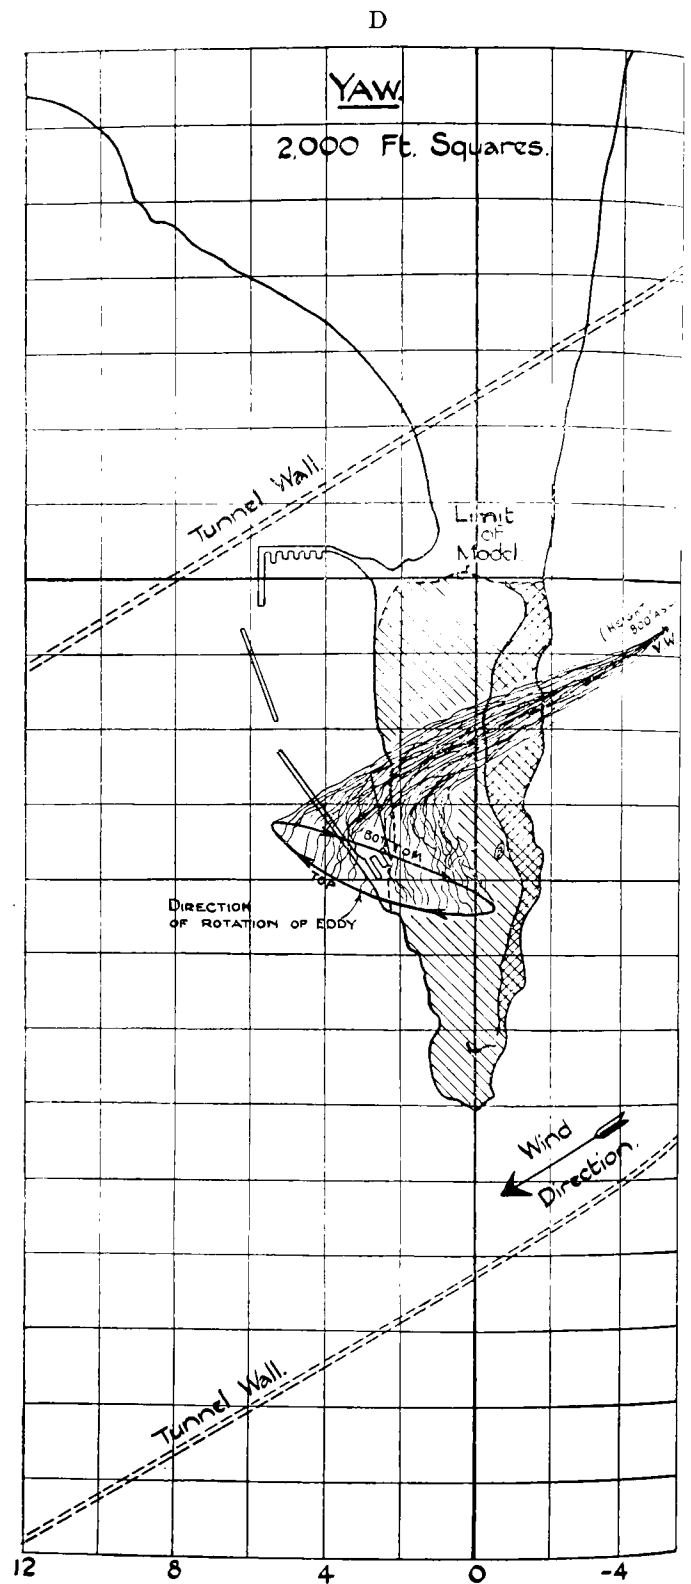 D
YAW.
2,000 Ft. Squares.
Tunnel Wall.
Limit
of
Model
(HEIGHT
V W
BOTTOM
TOP
DIRECTION
OF ROTATION OF EDDY
Wind
Direction.
Tunnel Wall.
12 8 4 0 -4